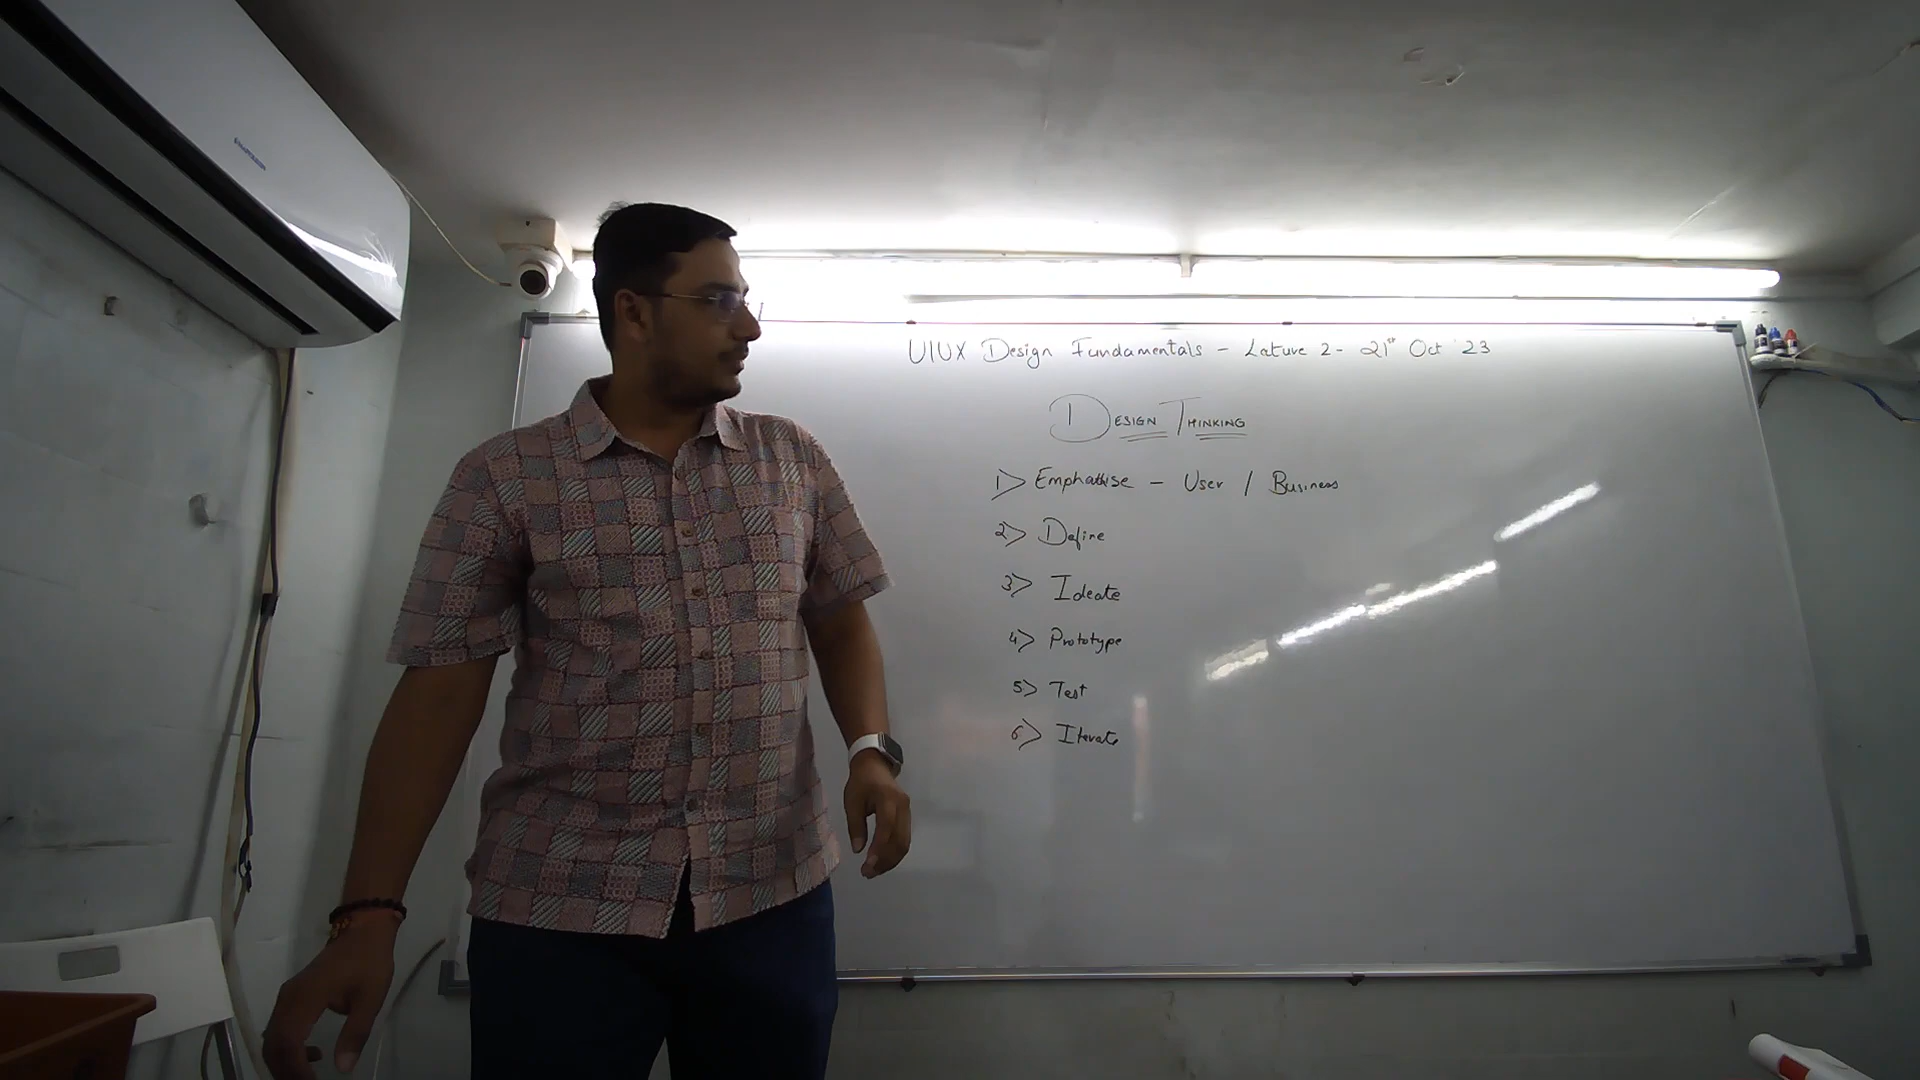 UIUX Design Fundamentals - Lature 2 - 21st Oct '23
DESIGN THINKING
1> Emphathise - User / Business
2> Define
3> Ideate
4> Prototype
5> Test
6> Iterate